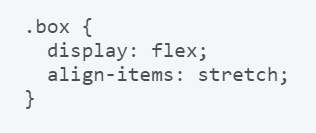 .box {
  display: flex;
  align-items: stretch;
}